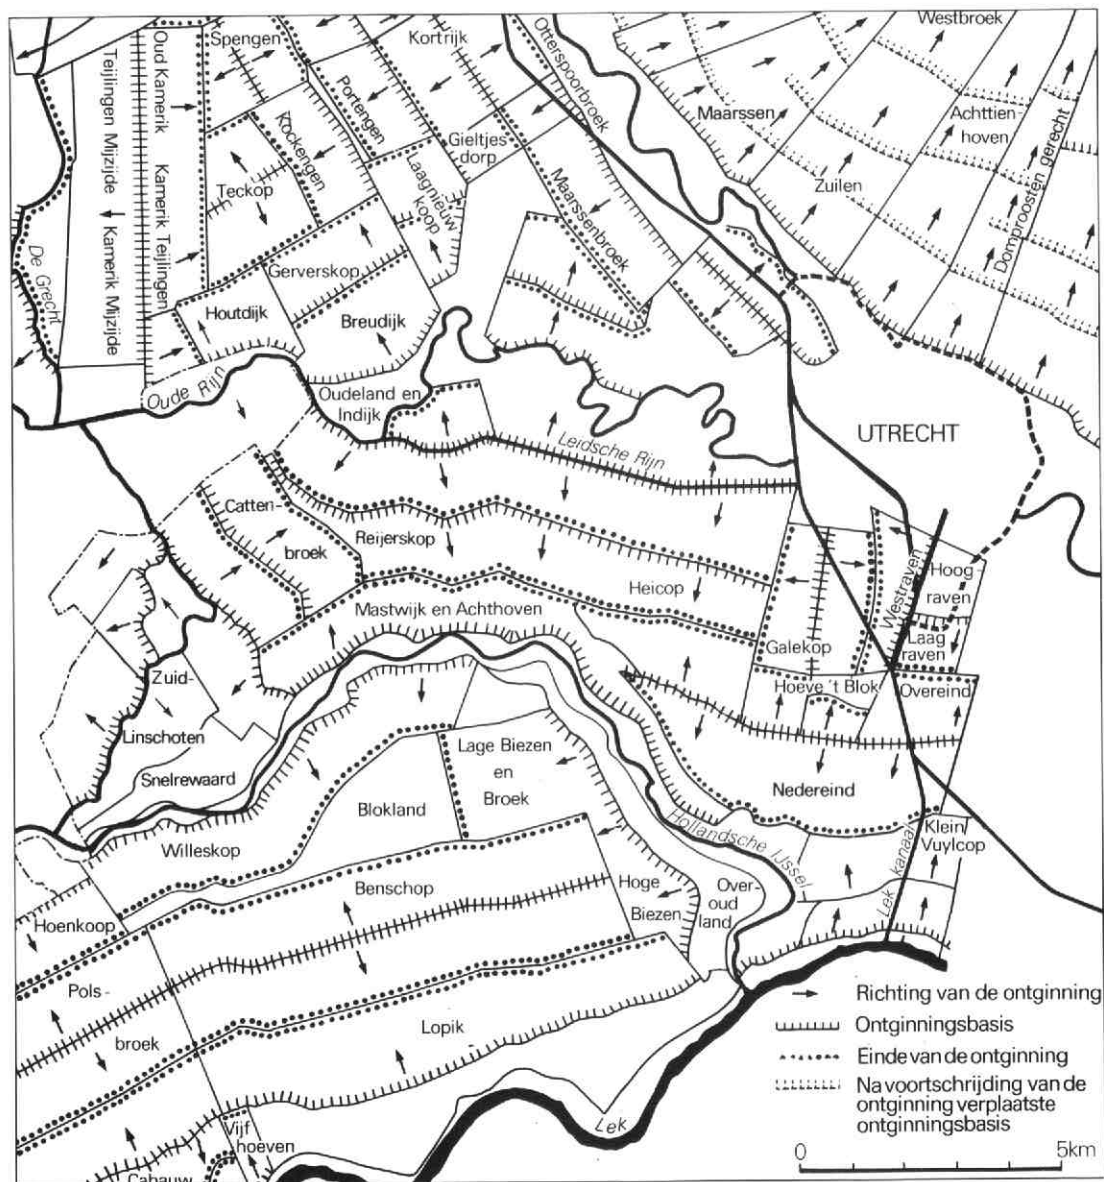 Westbroek
Oud Kamerik
Spengen
Kortrijk
Otterspoorbroek
Teijlingen Mijzijde
Portengen
Maarssen
Achttien-
hoven
Kockengen
Gieltjes
dorp
Domproosten gerecht
Kamerik Teijlingen
Teckop
Laagnieuw
koop
Zuilen
Maarssenbroek
De Grecht
Kamerik Mijzijde
Gerverskop
Houtdijk
Breudijk
Oude Rijn
Oudeland en
Indijk
UTRECHT
Leidsche Rijn
Catten-
broek
Reijerskop
Heicop
Westraven
Hoog
raven
Mastwijk en Achthoven
Laag
raven
Galekop
Zuid-
Linschoten
Hoeve 't Blok
Overeind
Snelrewaard
Lage Biezen
en
Broek
Blokland
Nedereind
Hollandsche IJssel
Klein
Vuylcop
Willeskop
Lek kanaal
Benschop
Hoge
Biezen
Over-
oud
land
Hoenkoop
Pols-
broek
Lopik
Lek
Vijf
hoeven
Cabauw
Richting van de ontginning
Ontginningsbasis
Einde van de ontginning
Na voortschrijding van de
ontginning verplaatste
ontginningsbasis
0 5km